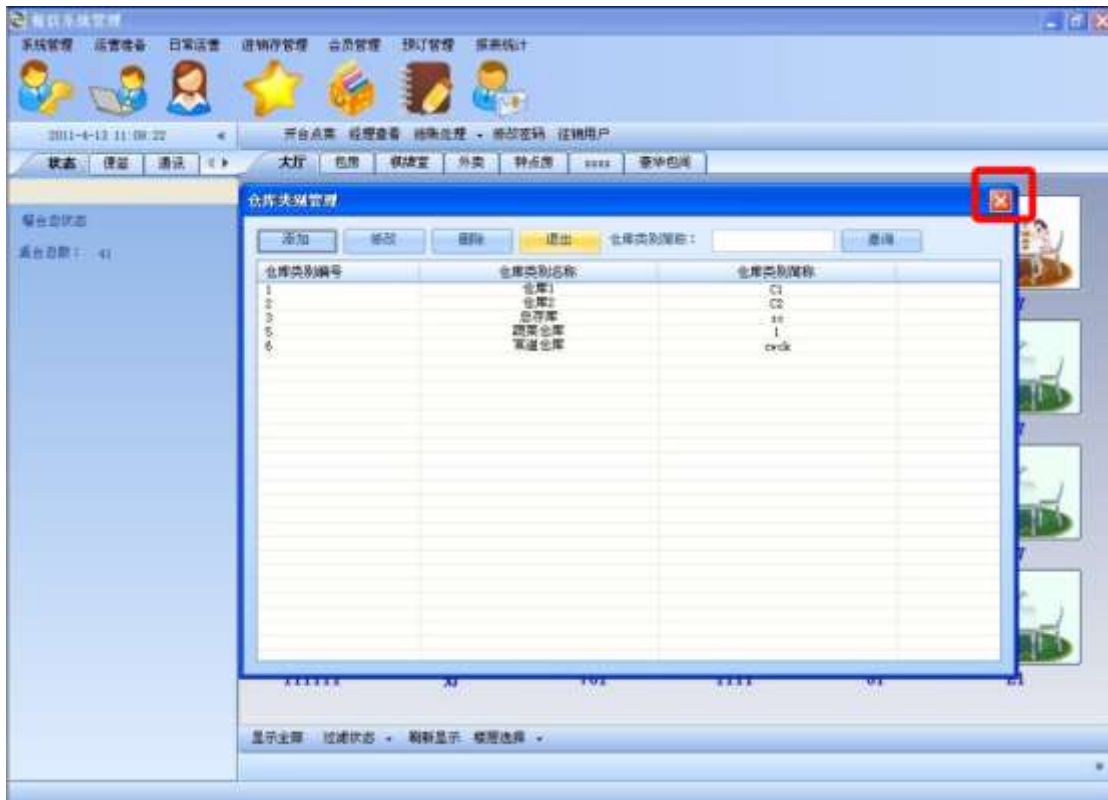 餐饮系统管理
系统管理 运营准备 日常运营 进销存管理 会员管理 预订管理 报表统计
2011-4-13 11:08:22 «
开台点菜 经理查看 结账处理 修改密码 注销用户
状态 便签 通讯
大厅 包房 棋牌室 外卖 钟点房 ssss 豪华包间
仓库类别管理
餐台总状态
桌台总数： 41
添加 修改 删除 退出 仓库类别简称： 查询
仓库类别编号 仓库类别名称 仓库类别简称
1 仓库1 C1
2 仓库2 C2
3 总存库
5 蔬菜仓库 1
6 仓库 cwck
显示全部 过滤状态 刷新显示 楼层选择